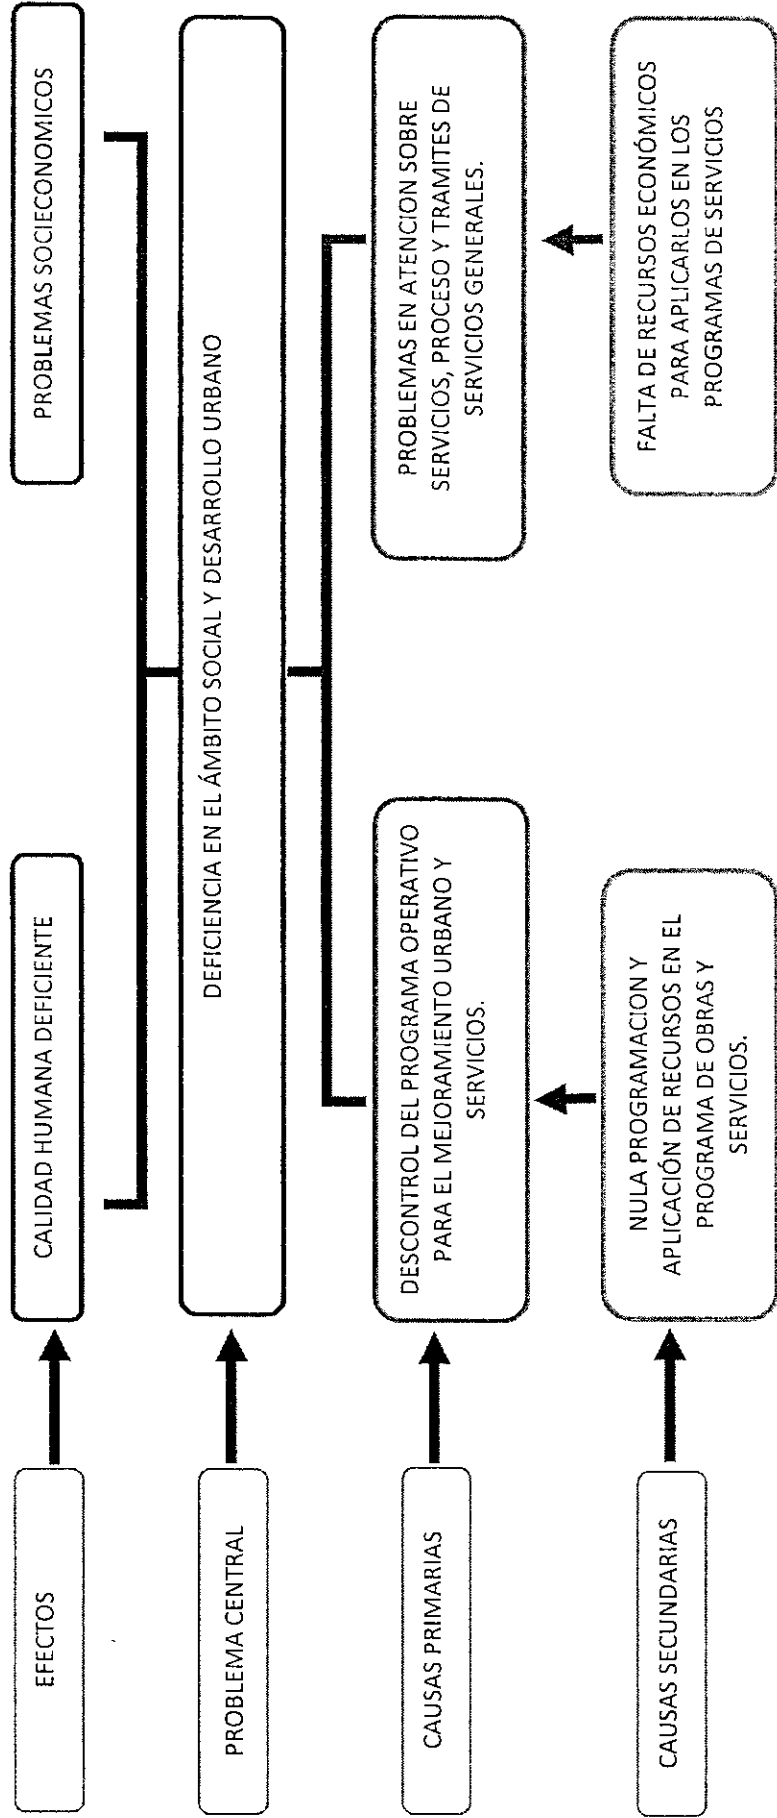 EFECTOS
CALIDAD HUMANA DEFICIENTE
PROBLEMAS SOCIECONOMICOS
PROBLEMA CENTRAL
DEFICIENCIA EN EL ÁMBITO SOCIAL Y DESARROLLO URBANO
CAUSAS PRIMARIAS
DESCONTROL DEL PROGRAMA OPERATIVO
PARA EL MEJORAMIENTO URBANO Y
SERVICIOS.
PROBLEMAS EN ATENCION SOBRE
SERVICIOS, PROCESO Y TRAMITES DE
SERVICIOS GENERALES.
CAUSAS SECUNDARIAS
NULA PROGRAMACION Y
APLICACIÓN DE RECURSOS EN EL
PROGRAMA DE OBRAS Y
SERVICIOS.
FALTA DE RECURSOS ECONÓMICOS
PARA APLICARLOS EN LOS
PROGRAMAS DE SERVICIOS